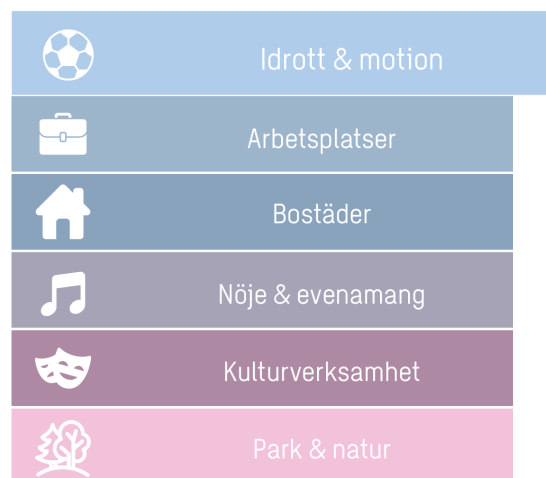 Idrott & motion
Arbetsplatser
Bostäder
Nöje & evenamang
Kulturverksamhet
Park & natur